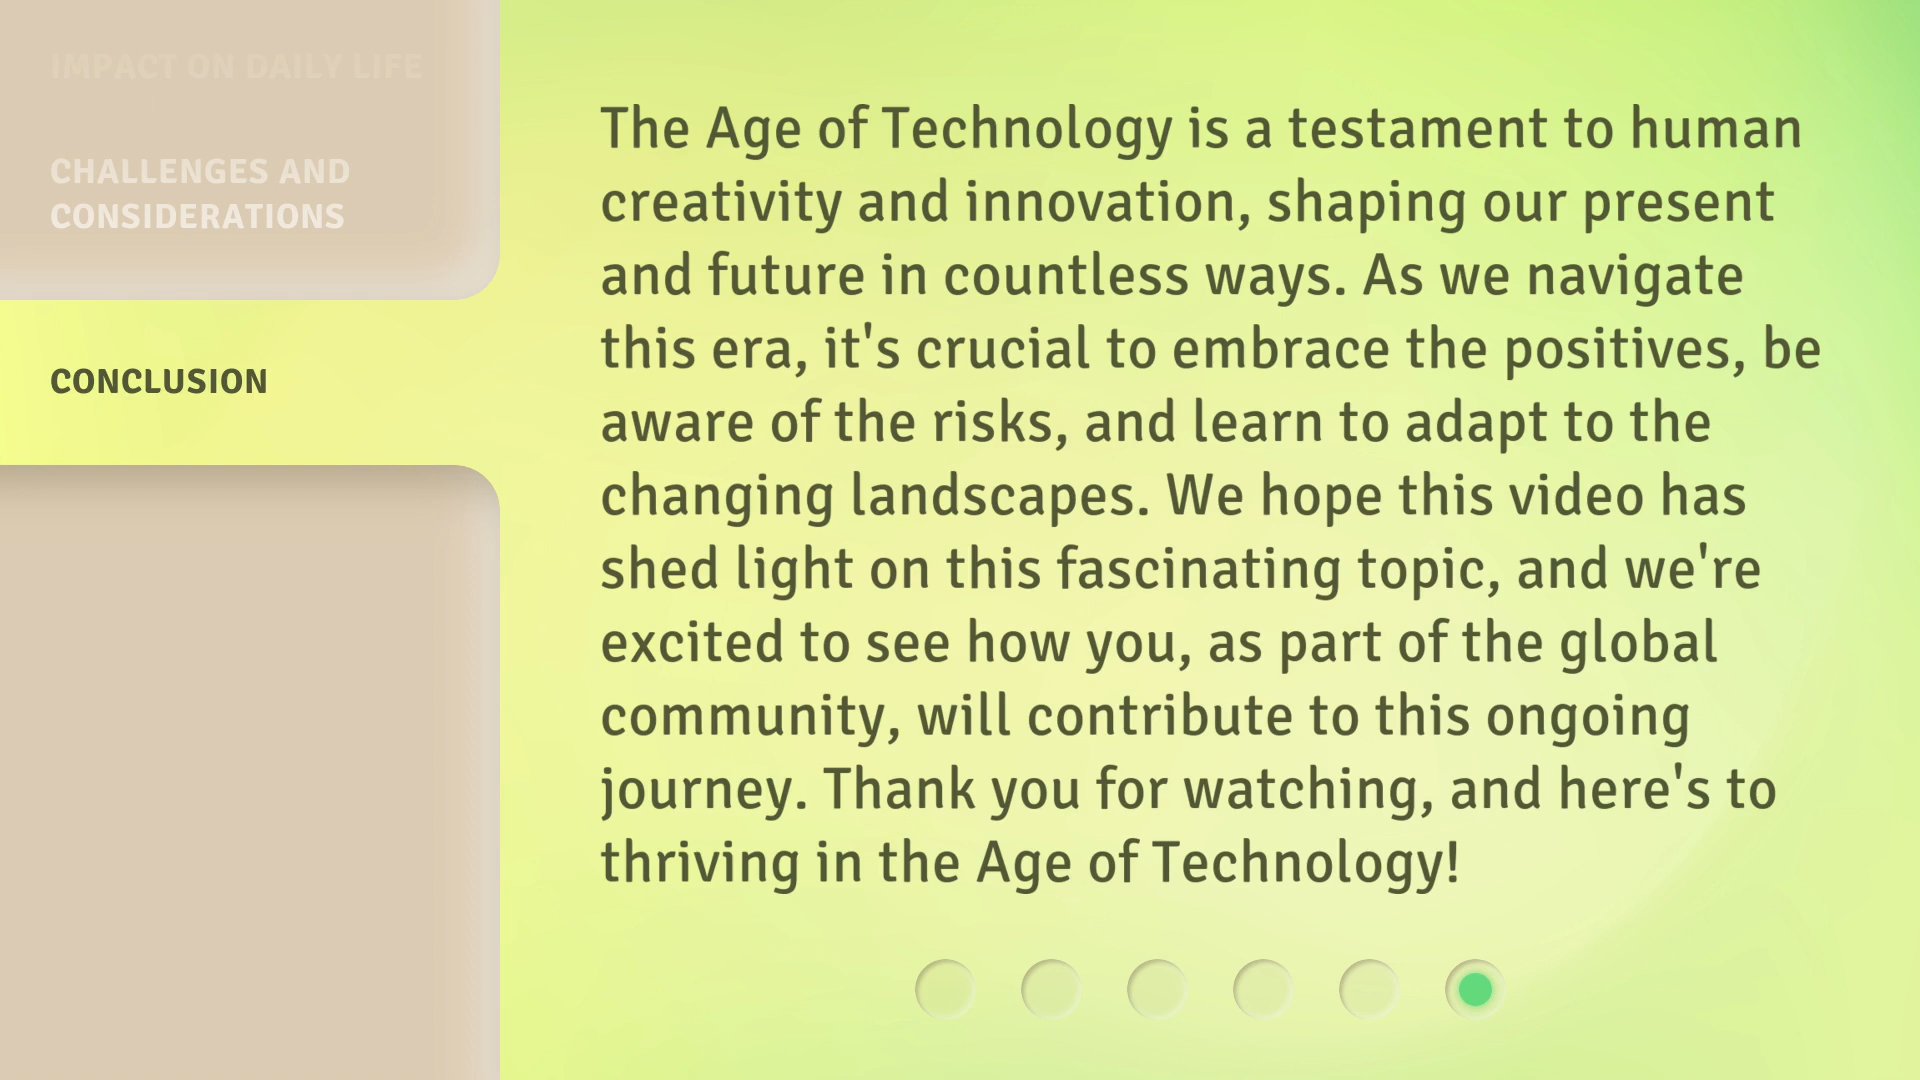 IMPACT ON DAILY LIFE
CHALLENGES AND
CONSIDERATIONS
CONCLUSION
The Age of Technology is a testament to human
creativity and innovation, shaping our present
and future in countless ways. As we navigate
this era, it's crucial to embrace the positives, be
aware of the risks, and learn to adapt to the
changing landscapes. We hope this video has
shed light on this fascinating topic, and we're
excited to see how you, as part of the global
community, will contribute to this ongoing
journey. Thank you for watching, and here's to
thriving in the Age of Technology!